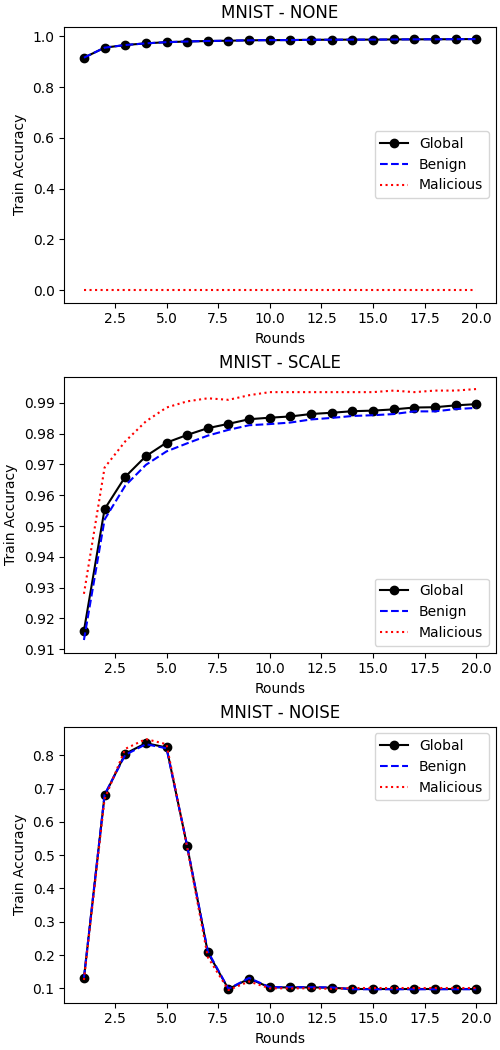 MNIST - NONE
1.0
0.8
0.6
0.4
0.2
0.0
Train Accuracy
Global
Benign
Malicious
2.5 5.0 7.5 10.0 12.5 15.0 17.5 20.0
Rounds
MNIST - SCALE
0.99
0.98
0.97
0.96
0.95
0.94
0.93
0.92
0.91
Train Accuracy
Global
Benign
Malicious
2.5 5.0 7.5 10.0 12.5 15.0 17.5 20.0
Rounds
MNIST - NOISE
0.8
0.7
0.6
0.5
0.4
0.3
0.2
0.1
Train Accuracy
Global
Benign
Malicious
2.5 5.0 7.5 10.0 12.5 15.0 17.5 20.0
Rounds